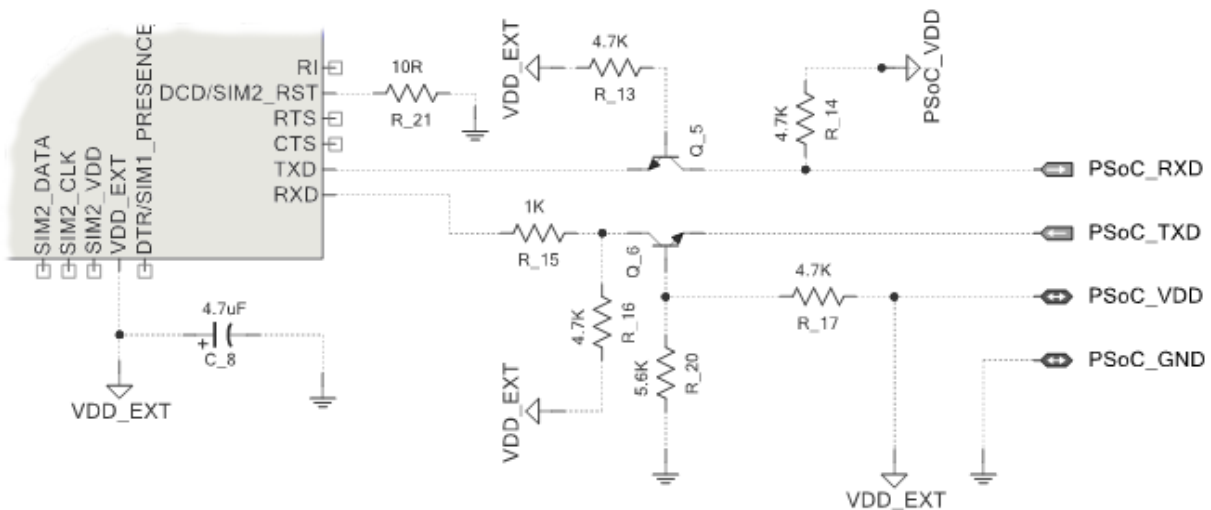 RI
DCD/SIM2_RST
RTS
CTS
TXD
RXD
SIM2_DATA
SIM2_CLK
SIM2_VDD
VDD_EXT
DTR/SIM1_PRESENCE
10R
R_21
VDD_EXT
4.7K
R_13
Q_5
4.7K
R_14
PSoC_VDD
PSoC_RXD
1K
R_15
Q_6
PSoC_TXD
4.7K
R_16
VDD_EXT
4.7K
R_17
PSoC_VDD
5.6K
R_20
PSoC_GND
4.7uF
+
C_8
VDD_EXT
VDD_EXT